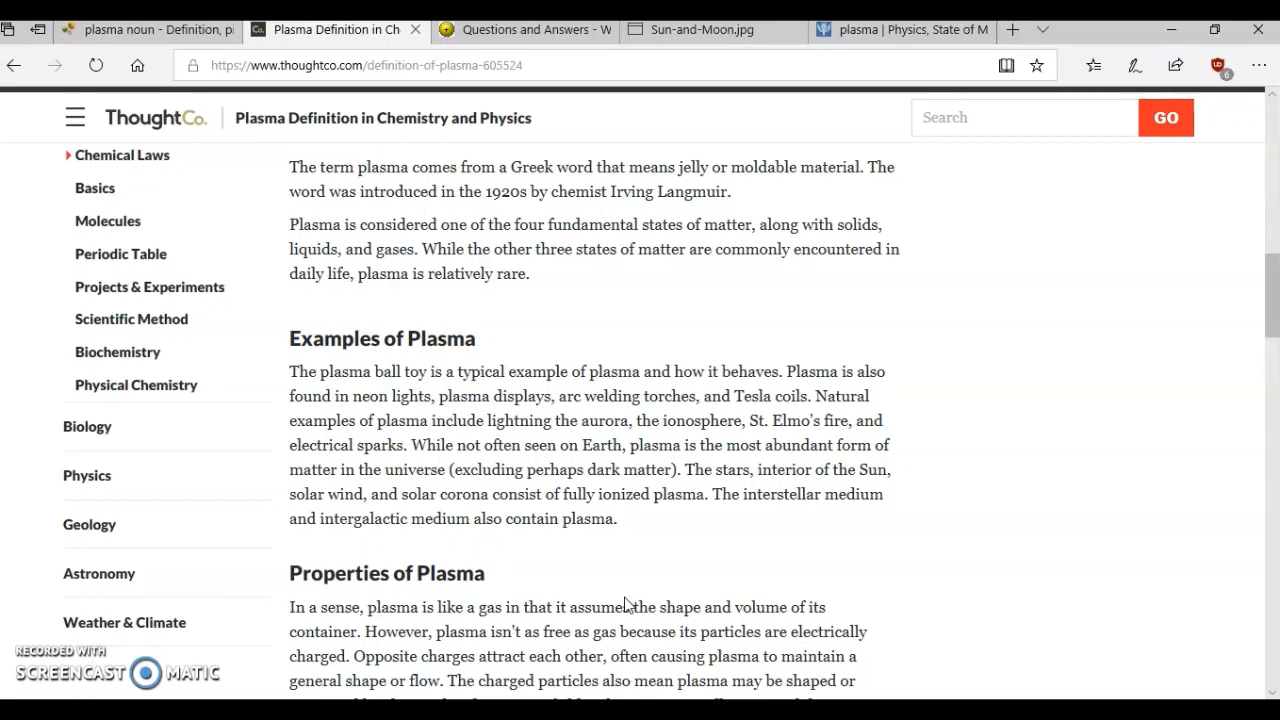 plasma noun - Definition, pi
Plasma Definition in Ch
Questions and Answers - W
Sun-and-Moon.jpg
plasma | Physics, State of M
https://www.thoughtco.com/definition-of-plasma-605524
6
ThoughtCo.
Plasma Definition in Chemistry and Physics
Search
GO
Chemical Laws
Basics
Molecules
Periodic Table
Projects & Experiments
Scientific Method
Biochemistry
Physical Chemistry
Biology
Physics
Geology
Astronomy
Weather & Climate
The term plasma comes from a Greek word that means jelly or moldable material. The
word was introduced in the 1920s by chemist Irving Langmuir.
Plasma is considered one of the four fundamental states of matter, along with solids,
liquids, and gases. While the other three states of matter are commonly encountered in
daily life, plasma is relatively rare.
Examples of Plasma
The plasma ball toy is a typical example of plasma and how it behaves. Plasma is also
found in neon lights, plasma displays, arc welding torches, and Tesla coils. Natural
examples of plasma include lightning the aurora, the ionosphere, St. Elmo's fire, and
electrical sparks. While not often seen on Earth, plasma is the most abundant form of
matter in the universe (excluding perhaps dark matter). The stars, interior of the Sun,
solar wind, and solar corona consist of fully ionized plasma. The interstellar medium
and intergalactic medium also contain plasma.
Properties of Plasma
In a sense, plasma is like a gas in that it assumes the shape and volume of its
container. However, plasma isn't as free as gas because its particles are electrically
charged. Opposite charges attract each other, often causing plasma to maintain a
general shape or flow. The charged particles also mean plasma may be shaped or
RECORDED WITH
SCREENCAST MATIC